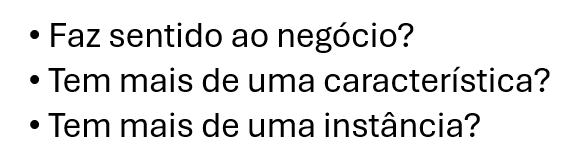 • Faz sentido ao negócio?
• Tem mais de uma característica?
• Tem mais de uma instância?